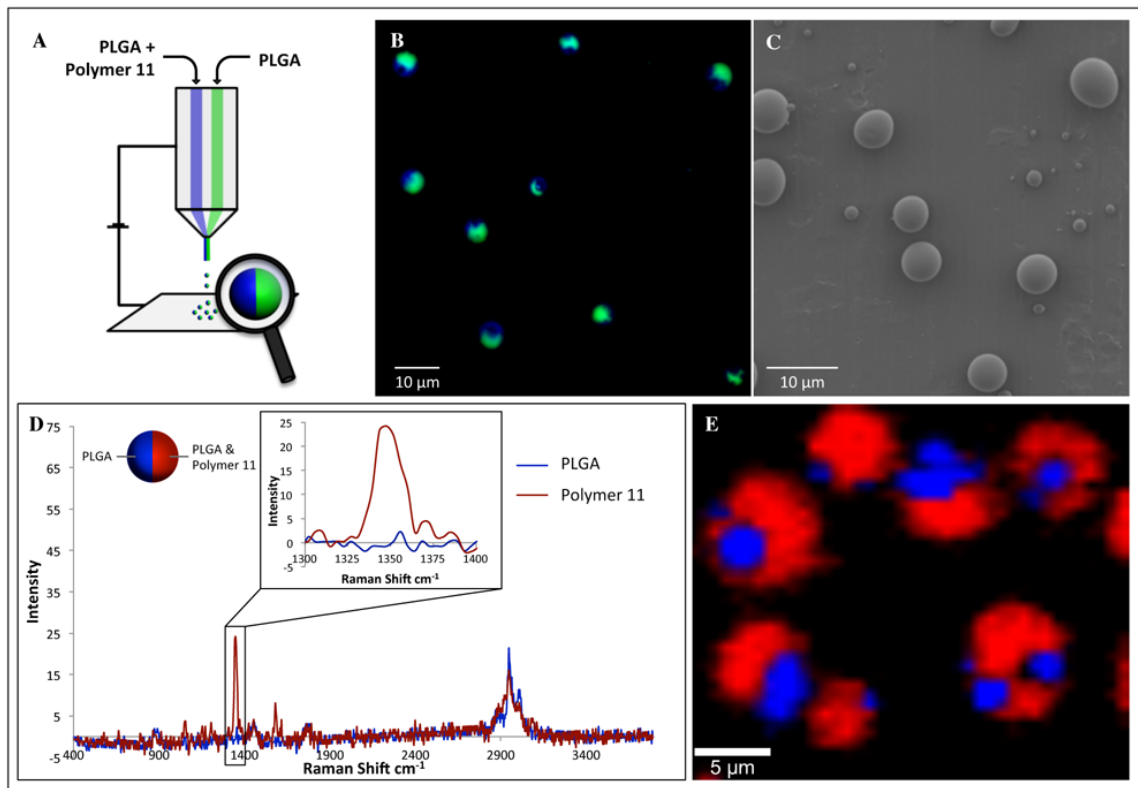 A
PLGA +
Polymer 11
PLGA
B
10 μm
C
10 μm
D
75
65
55
45
35
25
15
5
-5
Intensity
PLGA
PLGA &
Polymer 11
25
20
15
10
5
0
-5
Intensity
1300 1325 1350 1375 1400
Raman Shift cm-1
PLGA
Polymer 11
400 900 1400 1900 2400 2900 3400
Raman Shift cm-1
E
5 μm